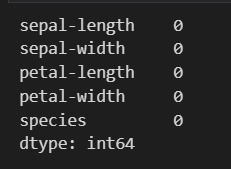 sepal-length    0
sepal-width     0
petal-length    0
petal-width     0
species         0
dtype: int64